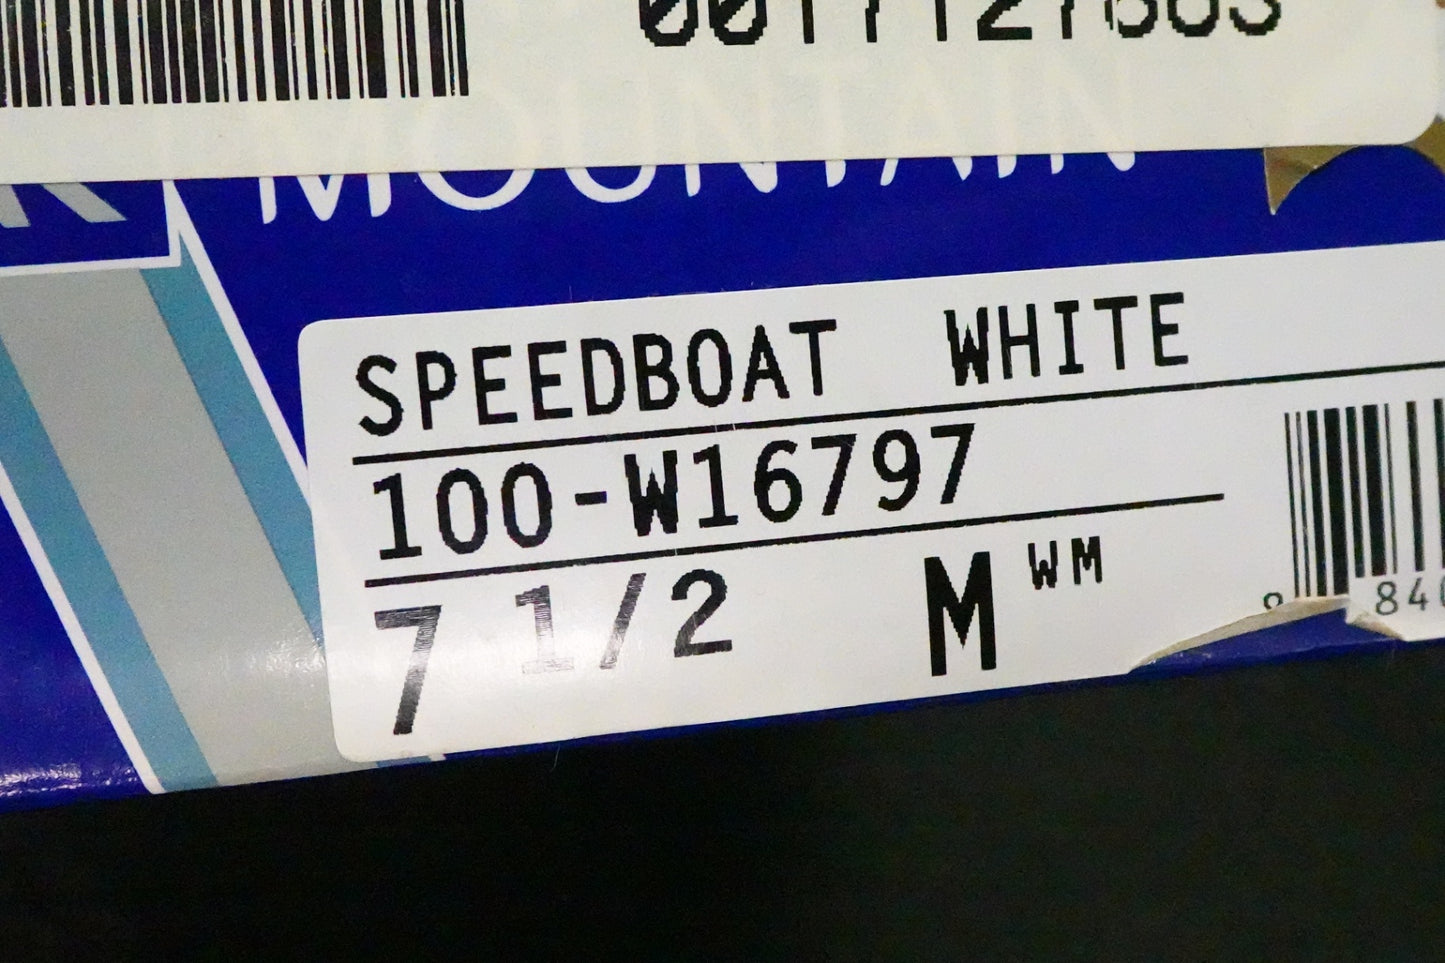 MOUNTAIN
SPEEDBOAT WHITE
100-W16797
7 1/2 M WM